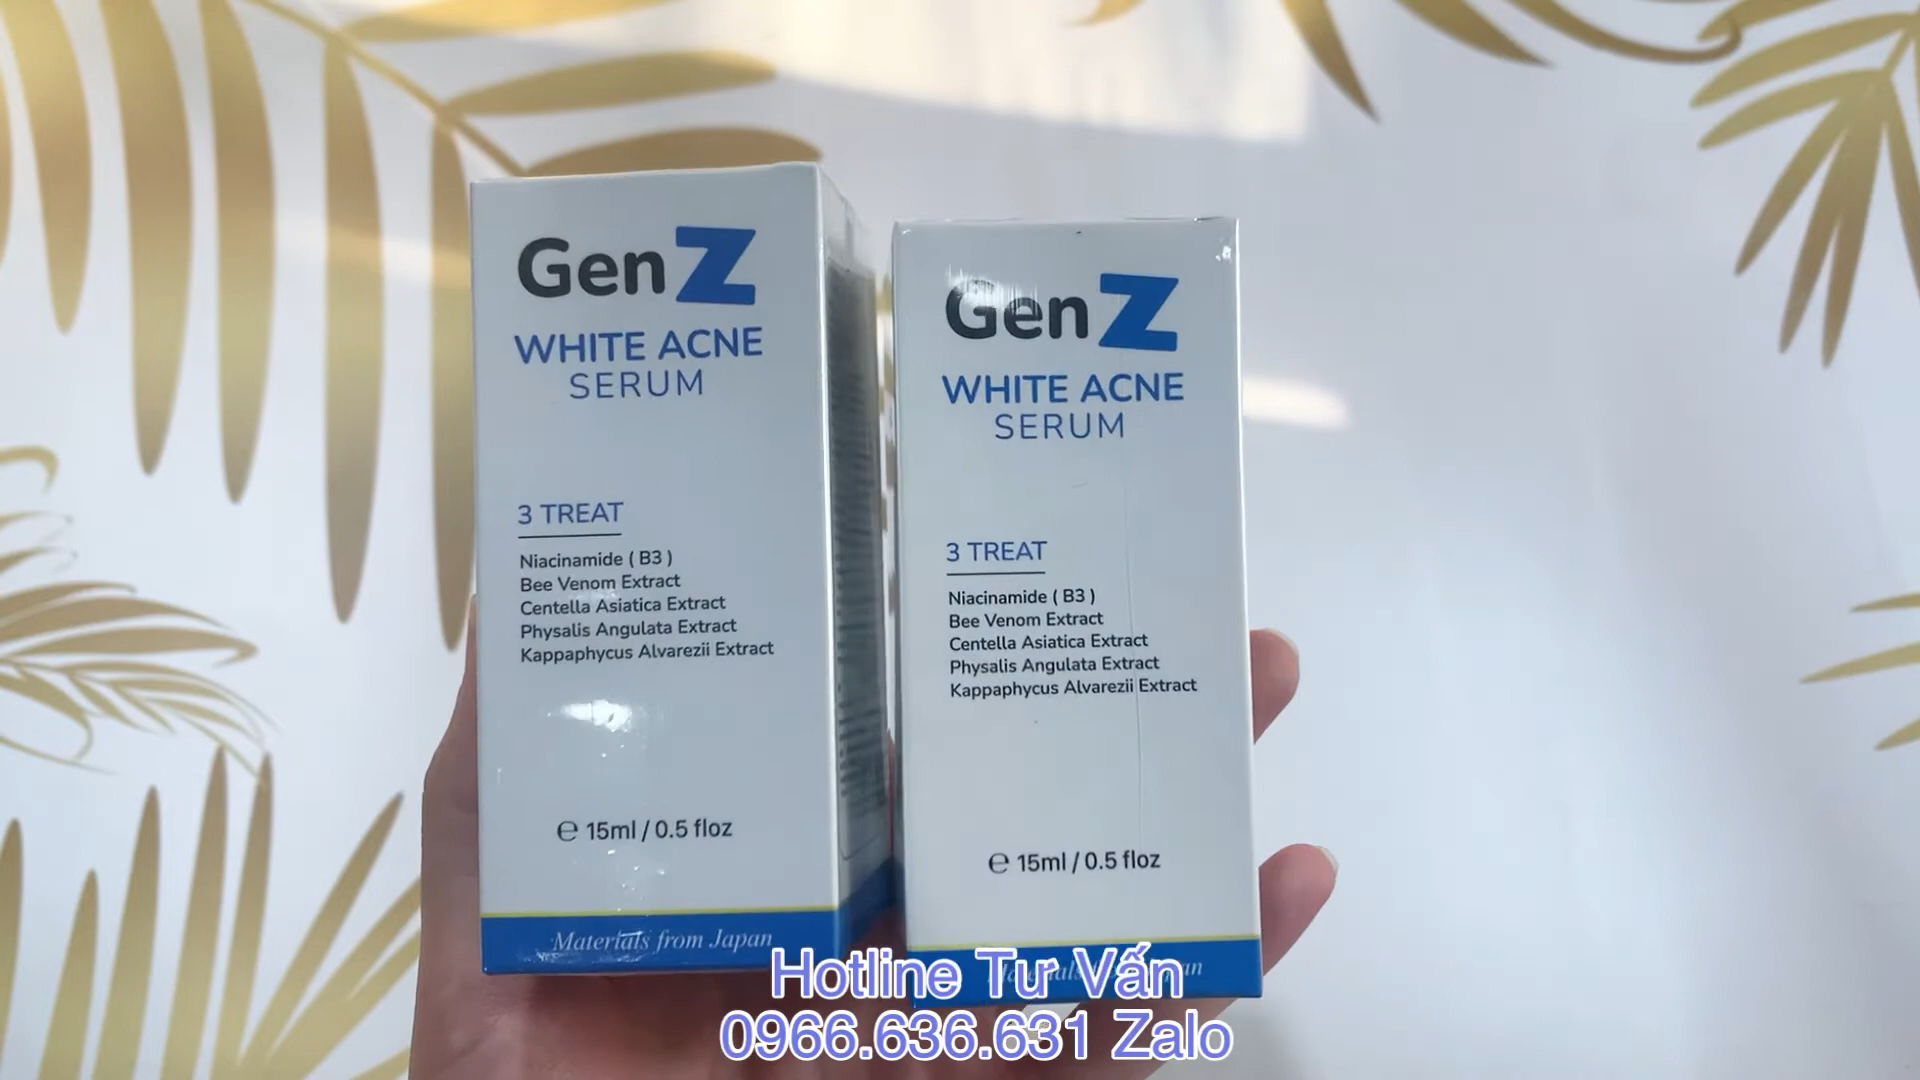 Gen Z
WHITE ACNE
SERUM
3 TREAT
Niacinamide ( B3 )
Bee Venom Extract
Centella Asiatica Extract
Physalis Angulata Extract
Kappaphycus Alvarezii Extract
℮ 15ml / 0.5 floz
Materials from Japan
Gen Z
WHITE ACNE
SERUM
3 TREAT
Niacinamide ( B3 )
Bee Venom Extract
Centella Asiatica Extract
Physalis Angulata Extract
Kappaphycus Alvarezii Extract
℮ 15ml / 0.5 floz
Hotline Tư Vấn
0966.636.631 Zalo